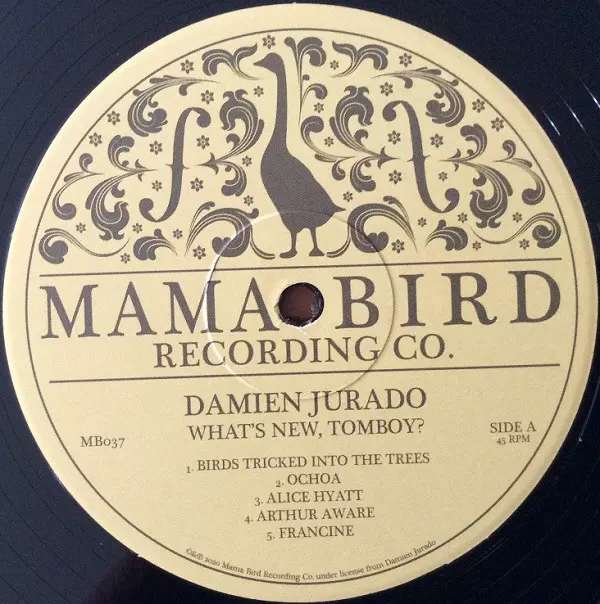 MAMA BIRD
RECORDING CO.
DAMIEN JURADO
WHAT'S NEW, TOMBOY?
MB037
SIDE A
45 RPM
1. BIRDS TRICKED INTO THE TREES
2. OCHOA
3. ALICE HYATT
4. ARTHUR AWARE
5. FRANCINE
©&℗ 2020 Mama Bird Recording Co. under license from Damien Jurado